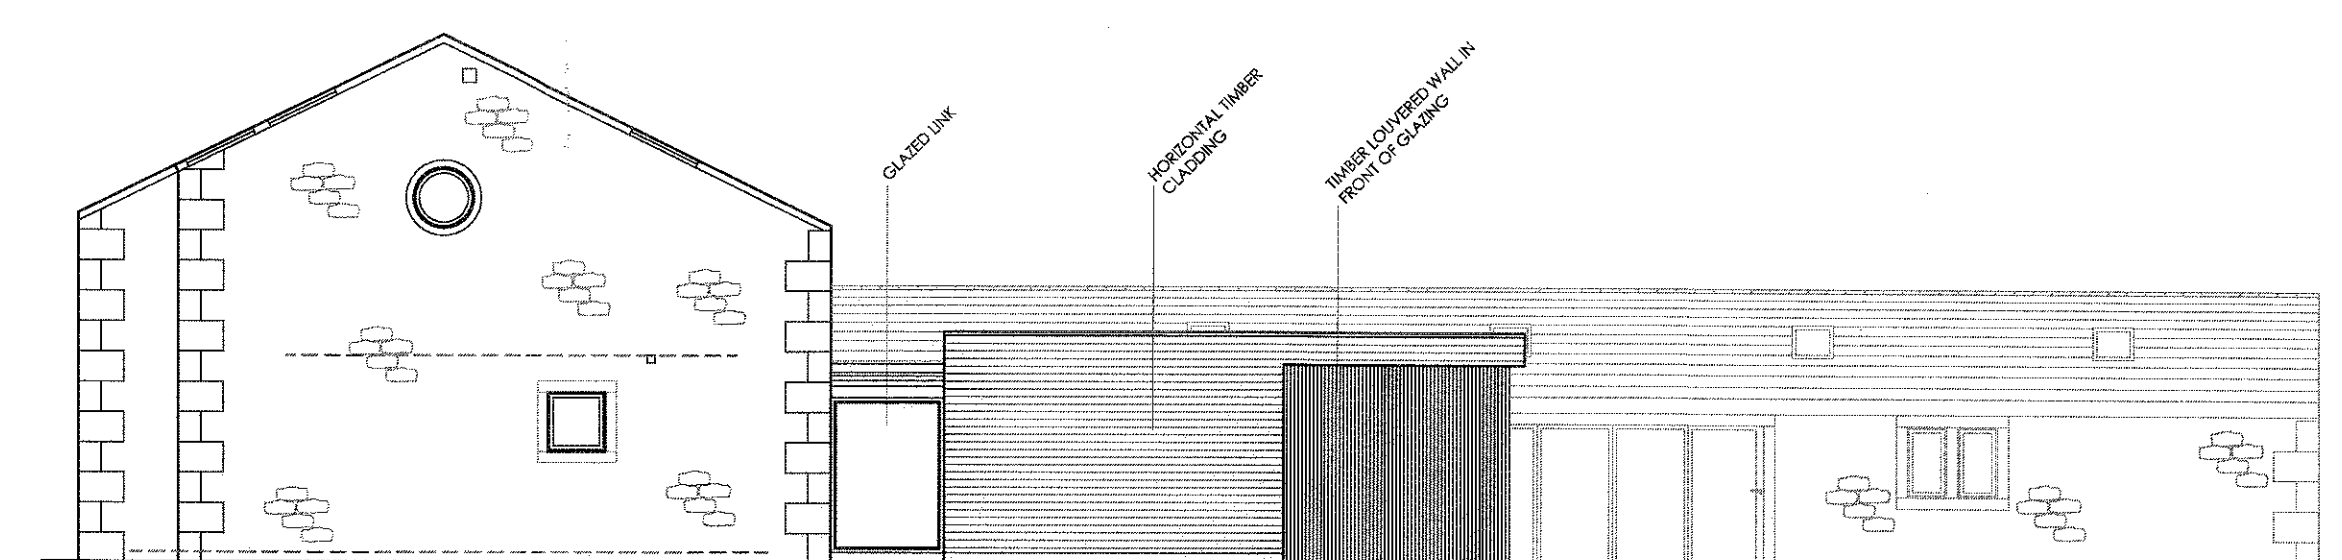 GLAZED LINK
HORIZONTAL TIMBER
CLADDING
TIMBER LOUVERED WALL IN
FRONT OF GLAZING